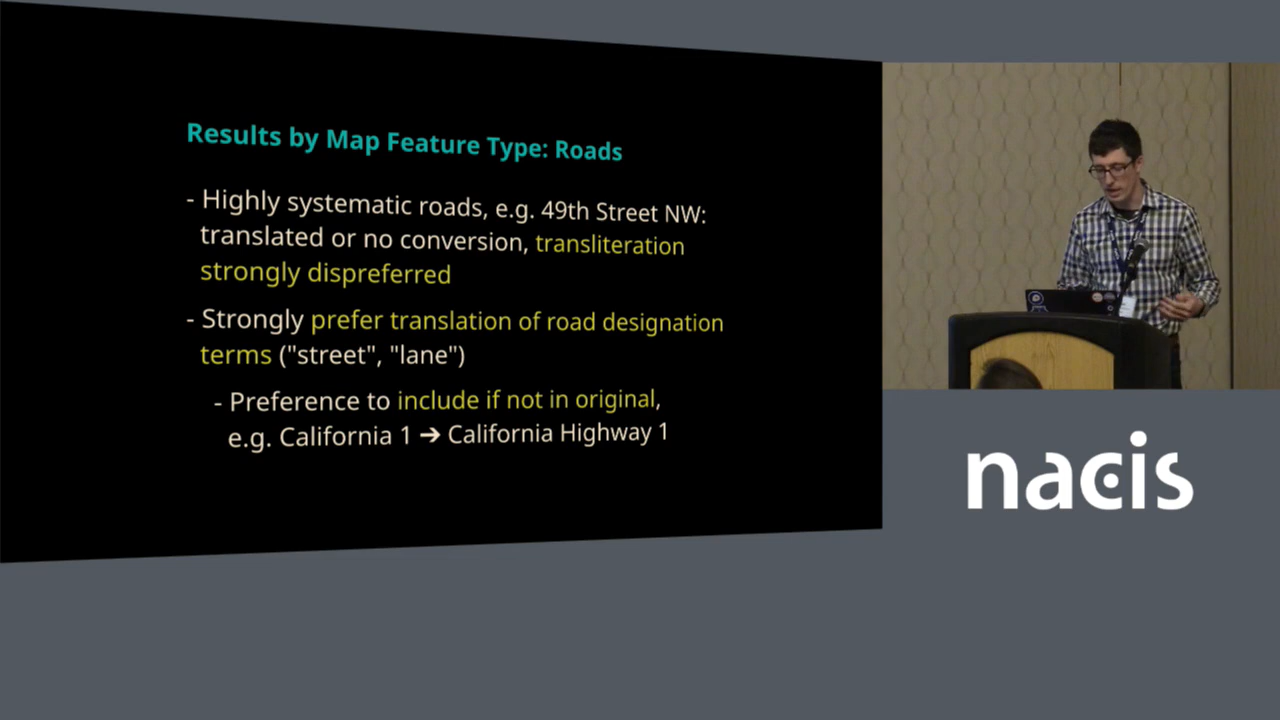 Results by Map Feature Type: Roads
- Highly systematic roads, e.g. 49th Street NW:
translated or no conversion, transliteration
strongly dispreferred
- Strongly prefer translation of road designation
terms ("street", "lane")
- Preference to include if not in original,
e.g. California 1 ➔ California Highway 1
nacis